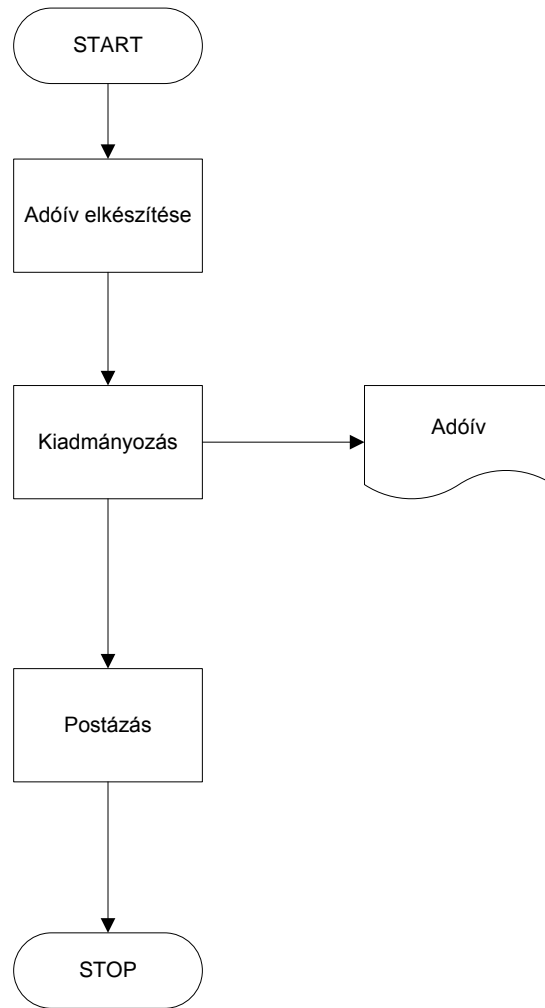 START
Adóív elkészítése
Kiadmányozás
Adóív
Postázás
STOP